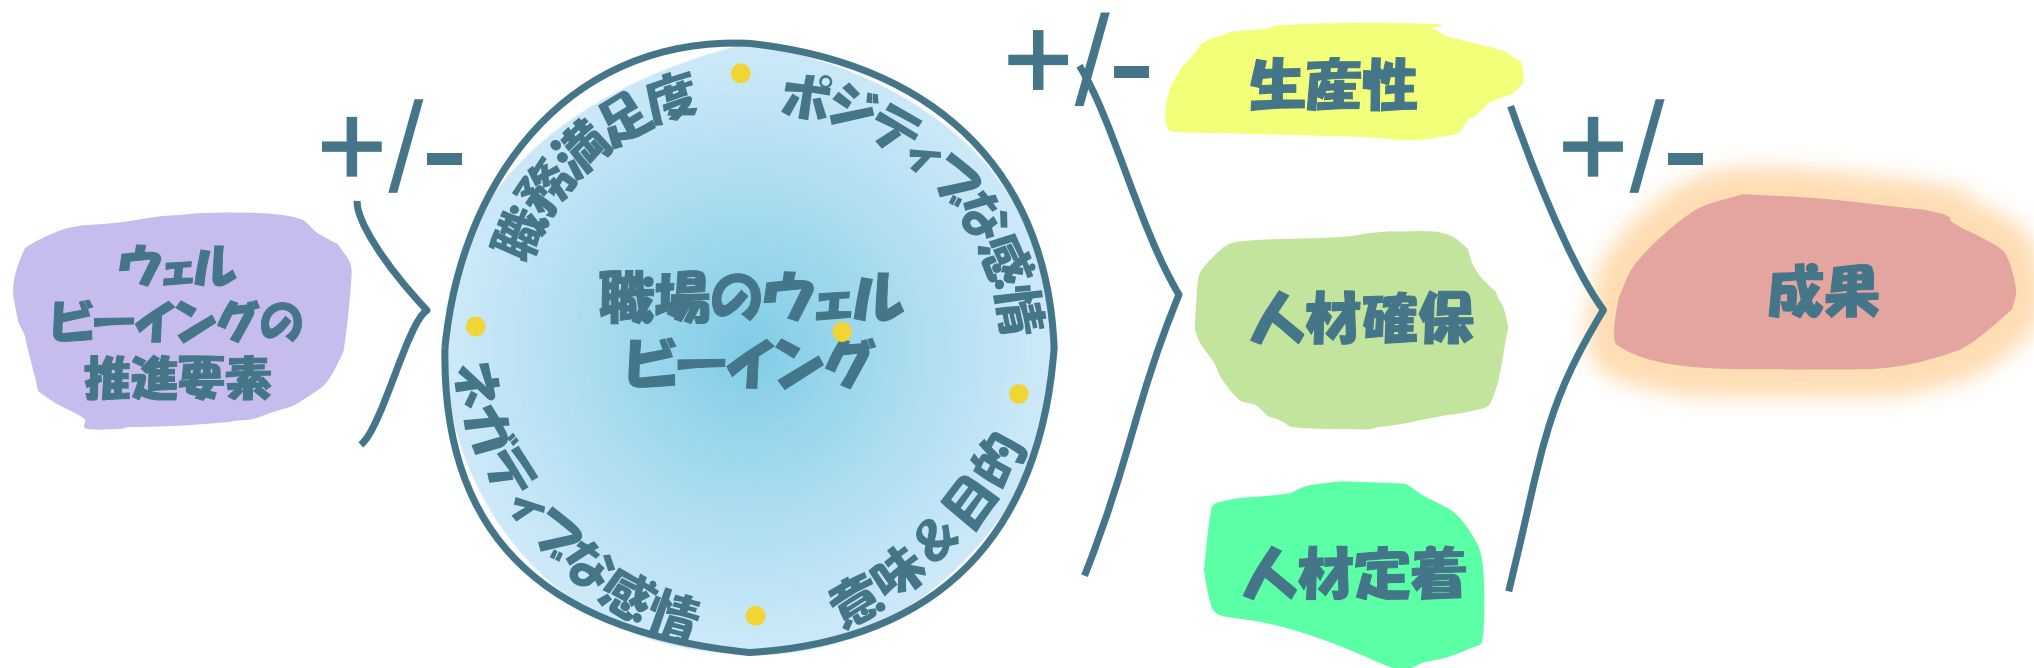 +/-
ウェル
ビーイングの
推進要素
職務満足度
ポジティブな感情
職場のウェル
ビーイング
ネガティブな感情
意味&目的
+/-
生産性
人材確保
人材定着
+/-
成果